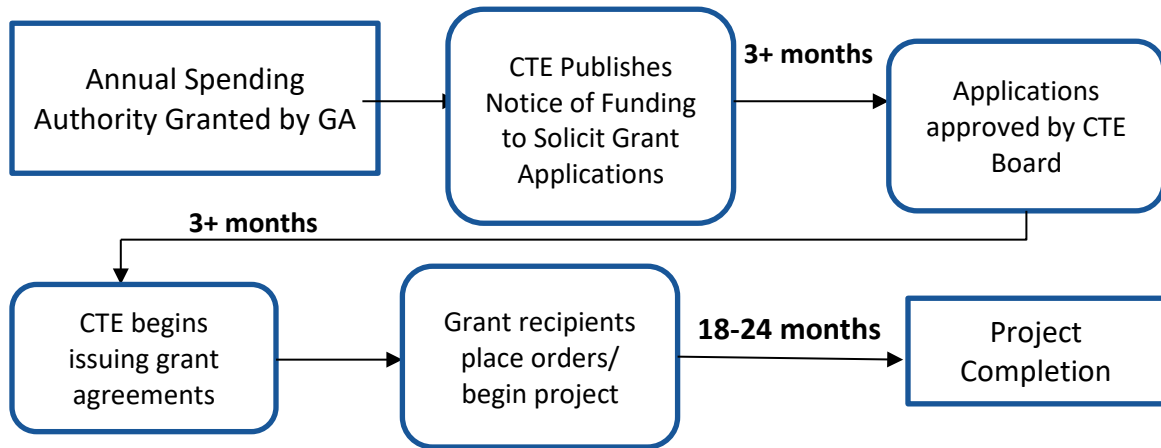 Annual Spending
Authority Granted by GA
CTE Publishes
Notice of Funding
to Solicit Grant
Applications
3+ months
Applications
approved by CTE
Board
3+ months
CTE begins
issuing grant
agreements
Grant recipients
place orders/
begin project
18-24 months
Project
Completion